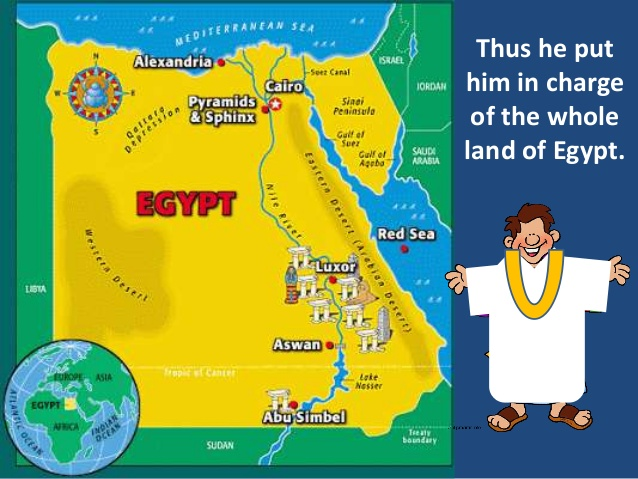 Thus he put
him in charge
of the whole
land of Egypt.
MEDITERRANEAN SEA
Alexandria
ISRAEL
Suez Canal
Cairo
JORDAN
N
W
E
S
Pyramids
& Sphinx
Sinai
Peninsula
Qattara
Depression
Gulf of
Suez
Gulf of
Aqaba
SAUDI
ARABIA
EGYPT
Nile River
Eastern Desert (Arabian Desert)
Red Sea
Western Desert
Luxor
LIBYA
Aswan
Tropic of Cancer
Lake
Nasser
Abu Simbel
Treaty
boundary
SUDAN
EUROPE
ASIA
EGYPT
AFRICA
ATLANTIC OCEAN
INDIAN
OCEAN